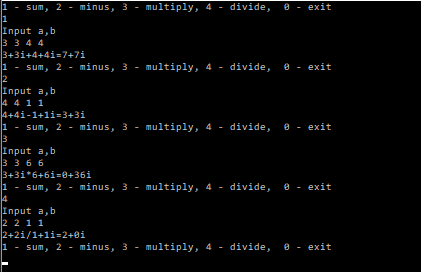 1 - sum, 2 - minus, 3 - multiply, 4 - divide,  0 - exit
1
Input a,b
3 3 4 4
3+3i+4+4i=7+7i
1 - sum, 2 - minus, 3 - multiply, 4 - divide,  0 - exit
2
Input a,b
4 4 1 1
4+4i-1+1i=3+3i
1 - sum, 2 - minus, 3 - multiply, 4 - divide,  0 - exit
3
Input a,b
3 3 6 6
3+3i*6+6i=0+36i
1 - sum, 2 - minus, 3 - multiply, 4 - divide,  0 - exit
4
Input a,b
2 2 1 1
2+2i/1+1i=2+0i
1 - sum, 2 - minus, 3 - multiply, 4 - divide,  0 - exit